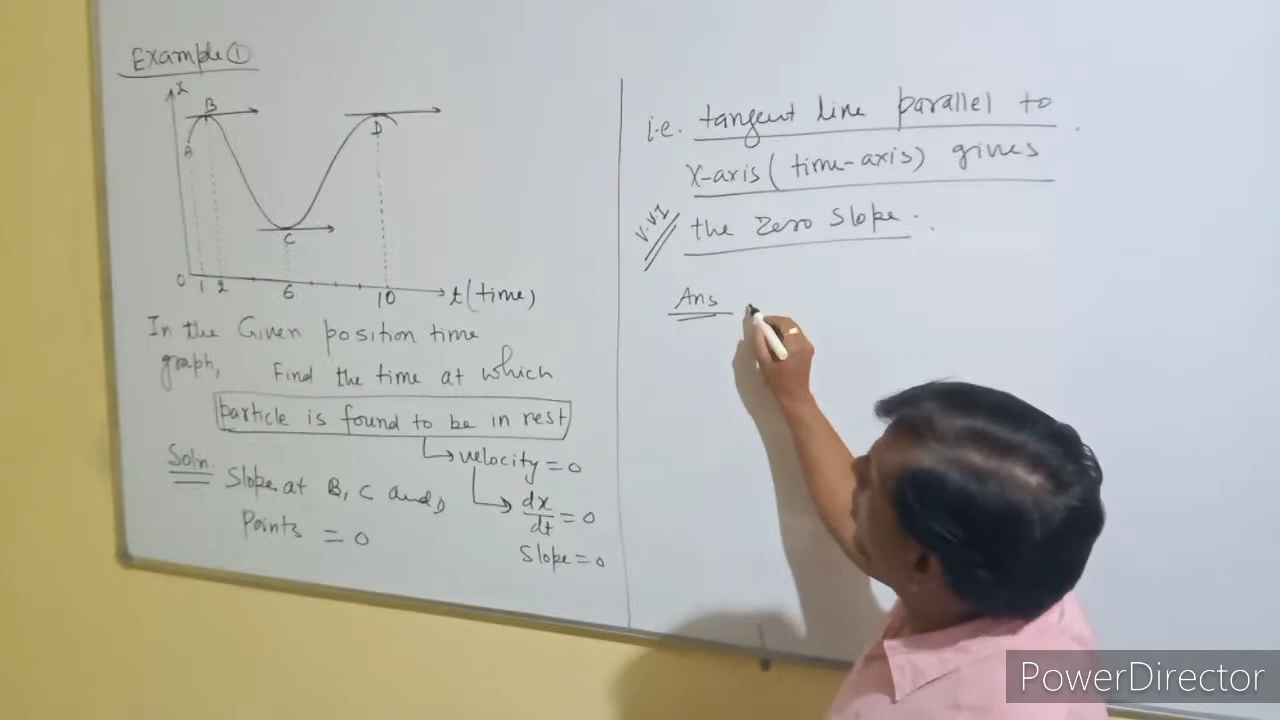 Example ①
x
B
A
D
C
0 1 2 6 10 t(time)
In the Given position time
graph, Find the time at which
particle is found to be in rest
velocity = 0
Soln. Slope at B, C and D
Points = 0
dx/dt = 0
Slope = 0
i.e. tangent line parallel to
X-axis (time-axis) gives
the Zero Slope.
V.V.I
Ans
PowerDirector